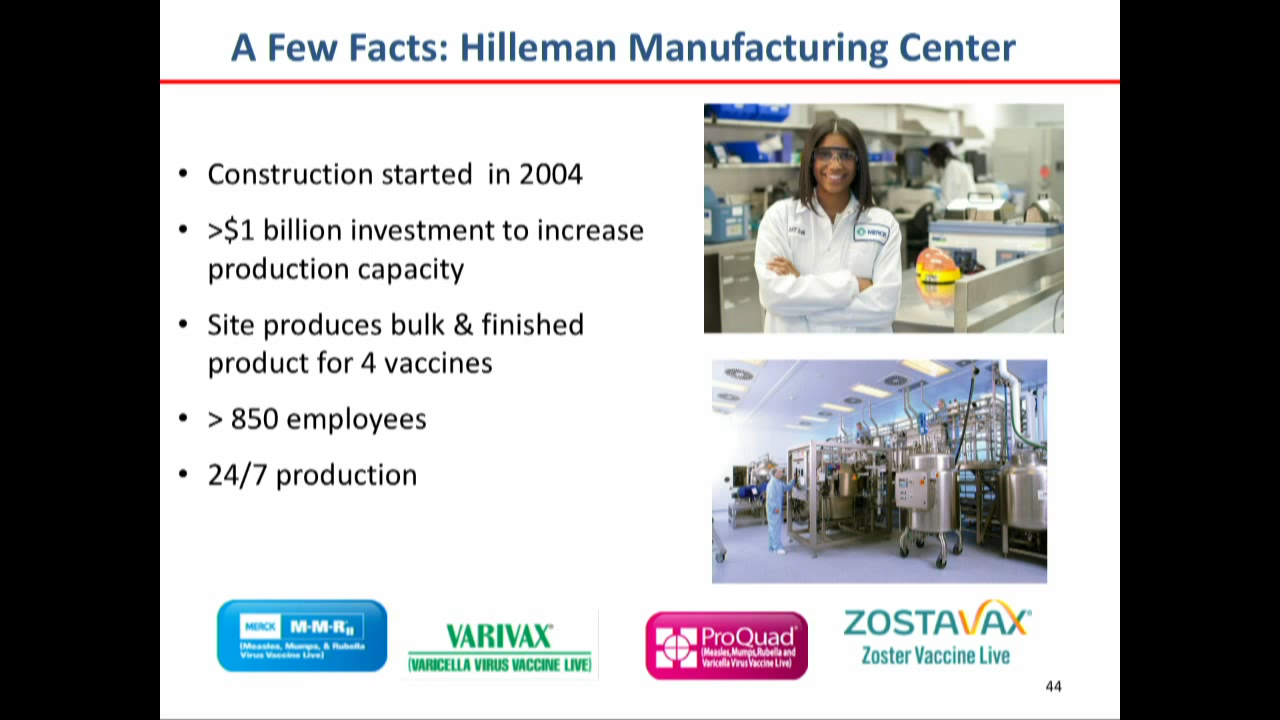 A Few Facts: Hilleman Manufacturing Center
• Construction started in 2004
• >$1 billion investment to increase
production capacity
• Site produces bulk & finished
product for 4 vaccines
• > 850 employees
• 24/7 production
MERCK
MERCK M-M-R®II
(Measles, Mumps, & Rubella
Virus Vaccine Live)
VARIVAX®
(VARICELLA VIRUS VACCINE LIVE)
ProQuad®
(Measles, Mumps, Rubella and
Varicella Virus Vaccine Live)
ZOSTAVAX®
Zoster Vaccine Live
44